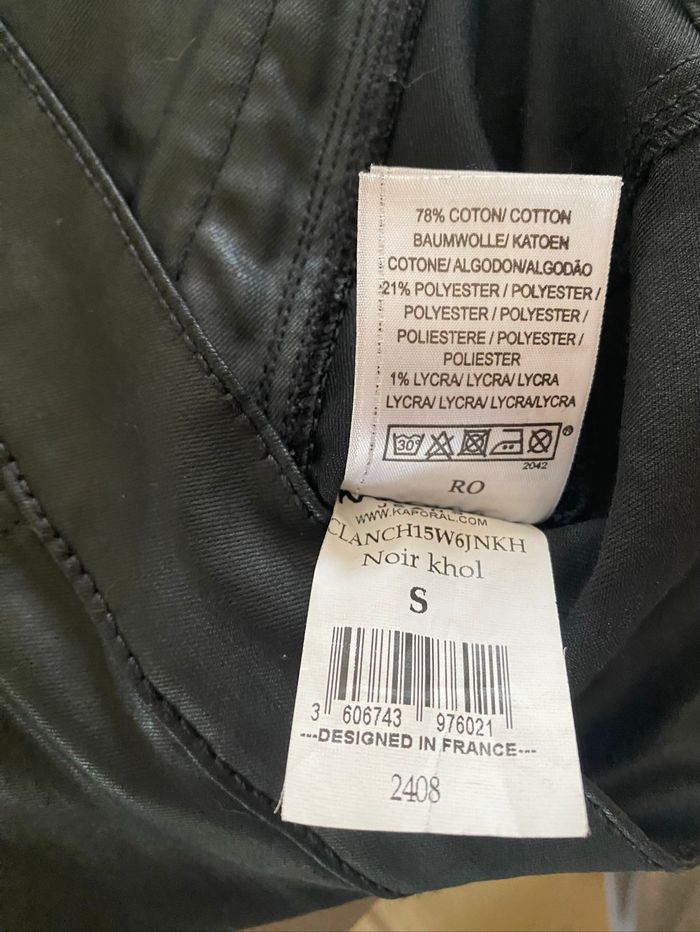 78% COTON/ COTTON
BAUMWOLLE/ KATOEN
COTONE/ ALGODON/ALGODÃO
21% POLYESTER / POLYESTER /
POLYESTER / POLYESTER /
POLIESTERE / POLYESTER /
POLIESTER
1% LYCRA/ LYCRA/ LYCRA
LYCRA/ LYCRA/ LYCRA/LYCRA
30°
2042
RO
WWW.KAPORAL.COM
CLANCH15W6JNKH
Noir khol
S
3 606743 976021
---DESIGNED IN FRANCE---
2408